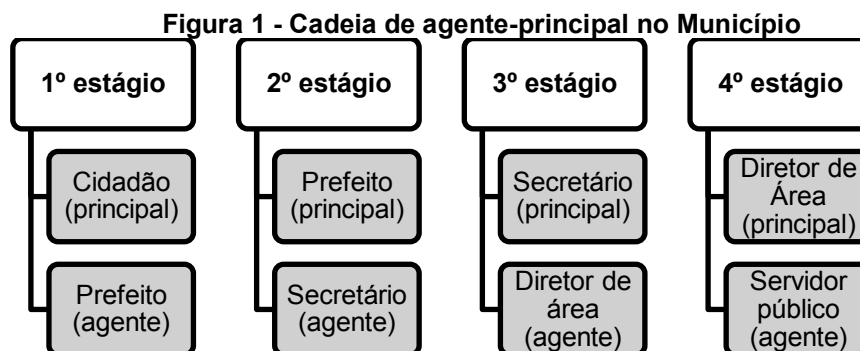 Figura 1 - Cadeia de agente-principal no Município
1º estágio
Cidadão
(principal)
Prefeito
(agente)
2º estágio
Prefeito
(principal)
Secretário
(agente)
3º estágio
Secretário
(principal)
Diretor de
área
(agente)
4º estágio
Diretor de
Área
(principal)
Servidor
público
(agente)